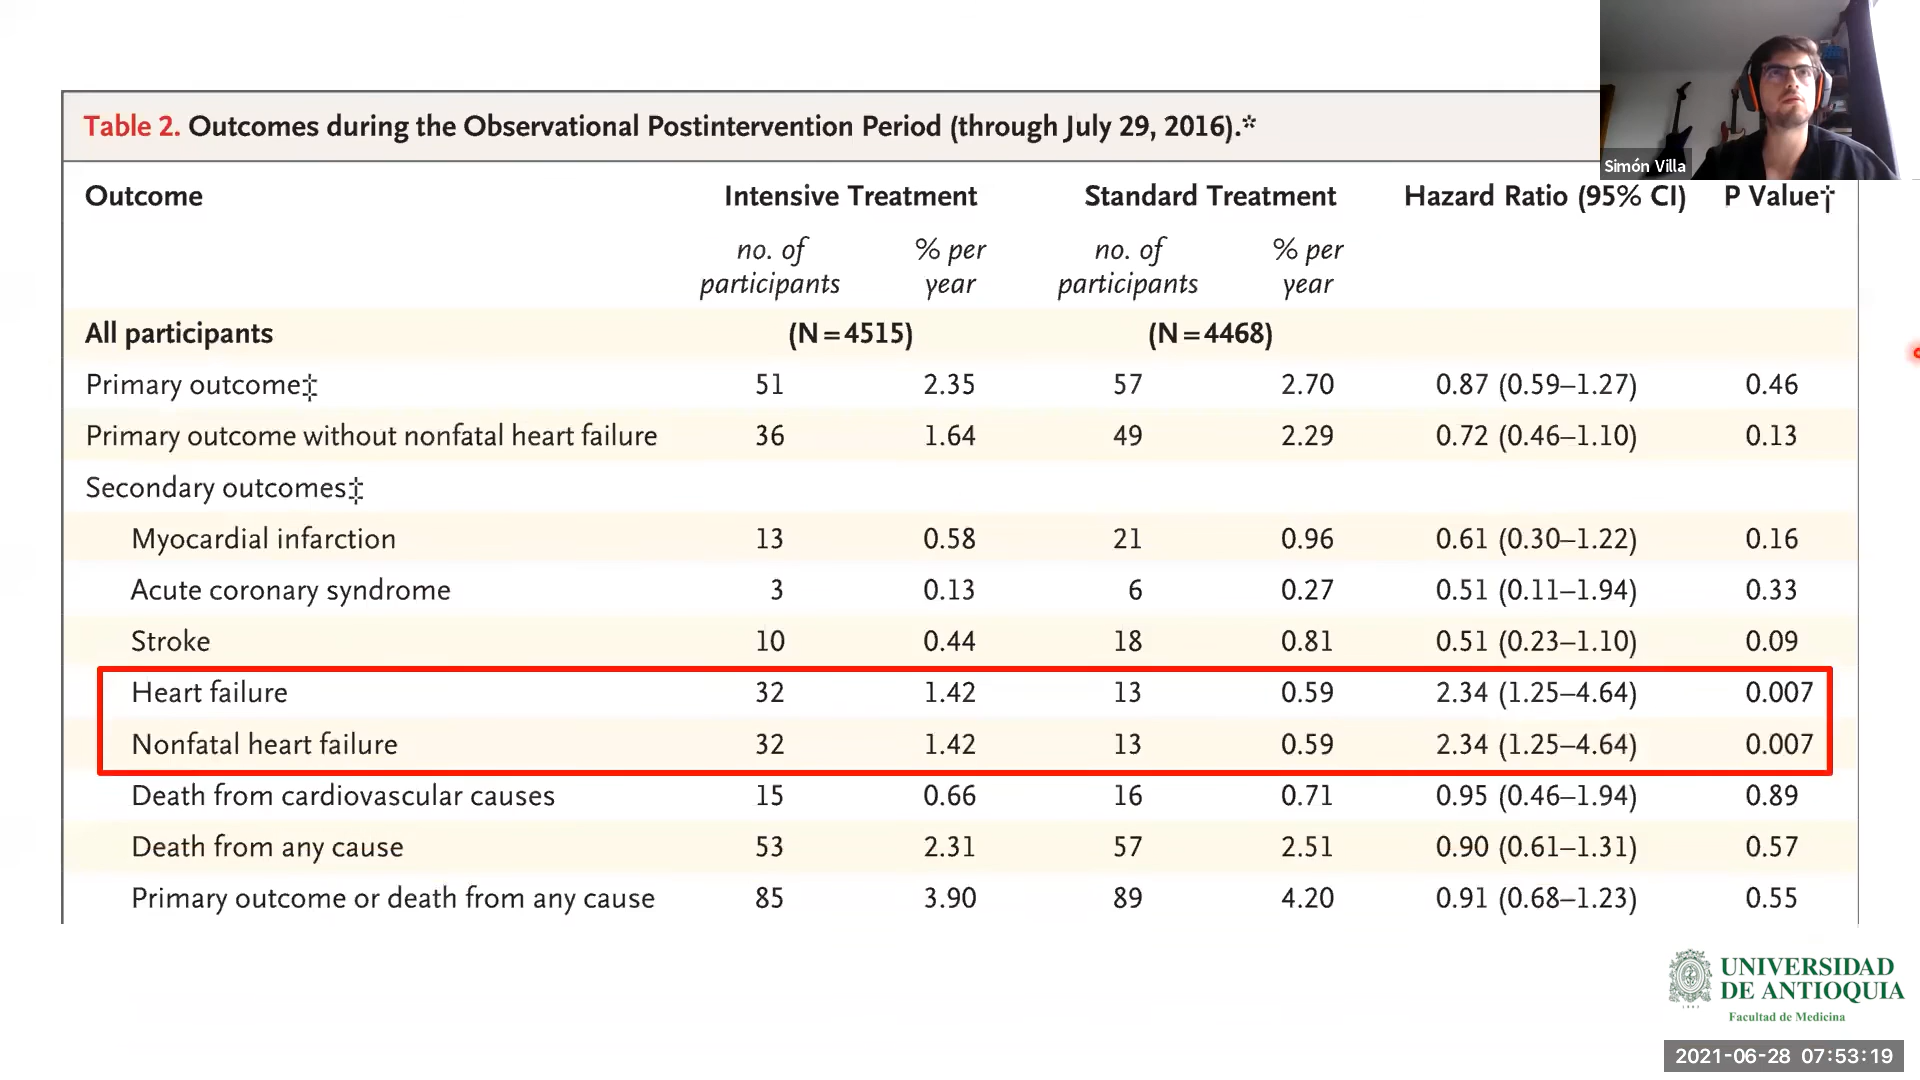 Table 2. Outcomes during the Observational Postintervention Period (through July 29, 2016).*
Simón Villa
Outcome Intensive Treatment Standard Treatment Hazard Ratio (95% CI) P Value†
no. of participants % per year no. of participants % per year
All participants (N=4515) (N=4468)
Primary outcome‡ 51 2.35 57 2.70 0.87 (0.59–1.27) 0.46
Primary outcome without nonfatal heart failure 36 1.64 49 2.29 0.72 (0.46–1.10) 0.13
Secondary outcomes‡
Myocardial infarction 13 0.58 21 0.96 0.61 (0.30–1.22) 0.16
Acute coronary syndrome 3 0.13 6 0.27 0.51 (0.11–1.94) 0.33
Stroke 10 0.44 18 0.81 0.51 (0.23–1.10) 0.09
Heart failure 32 1.42 13 0.59 2.34 (1.25–4.64) 0.007
Nonfatal heart failure 32 1.42 13 0.59 2.34 (1.25–4.64) 0.007
Death from cardiovascular causes 15 0.66 16 0.71 0.95 (0.46–1.94) 0.89
Death from any cause 53 2.31 57 2.51 0.90 (0.61–1.31) 0.57
Primary outcome or death from any cause 85 3.90 89 4.20 0.91 (0.68–1.23) 0.55
UNIVERSIDAD
DE ANTIOQUIA
Facultad de Medicina
2021-06-28 07:53:19